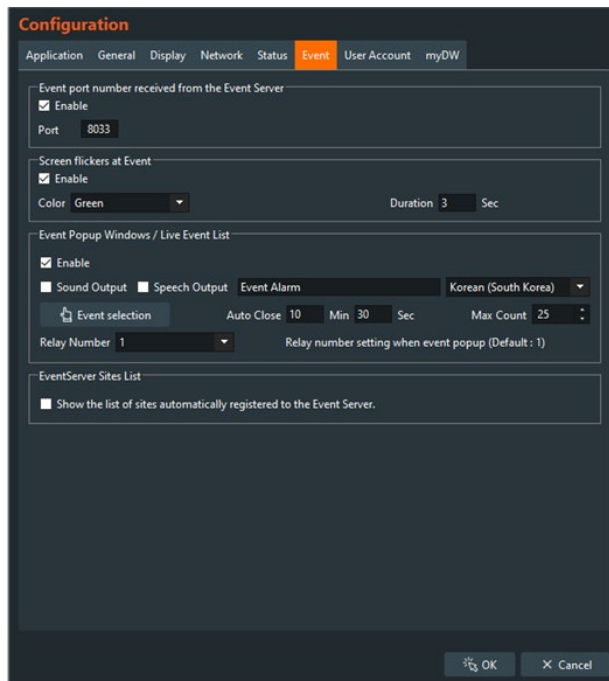 Configuration
Application General Display Network Status Event User Account myDW
Event port number received from the Event Server
Enable
Port 8033
Screen flickers at Event
Enable
Color Green Duration 3 Sec
Event Popup Windows / Live Event List
Enable
Sound Output Speech Output Event Alarm Korean (South Korea)
Event selection Auto Close 10 Min 30 Sec Max Count 25
Relay Number 1 Relay number setting when event popup (Default : 1)
EventServer Sites List
Show the list of sites automatically registered to the Event Server.
OK Cancel